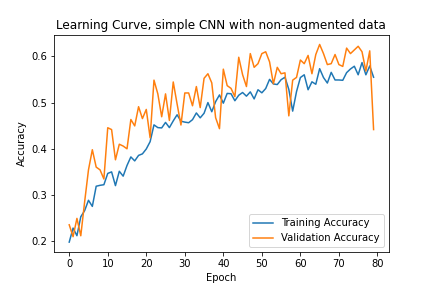 Learning Curve, simple CNN with non-augmented data
Accuracy
0.6
0.5
0.4
0.3
0.2
0 10 20 30 40 50 60 70 80
Epoch
Training Accuracy
Validation Accuracy